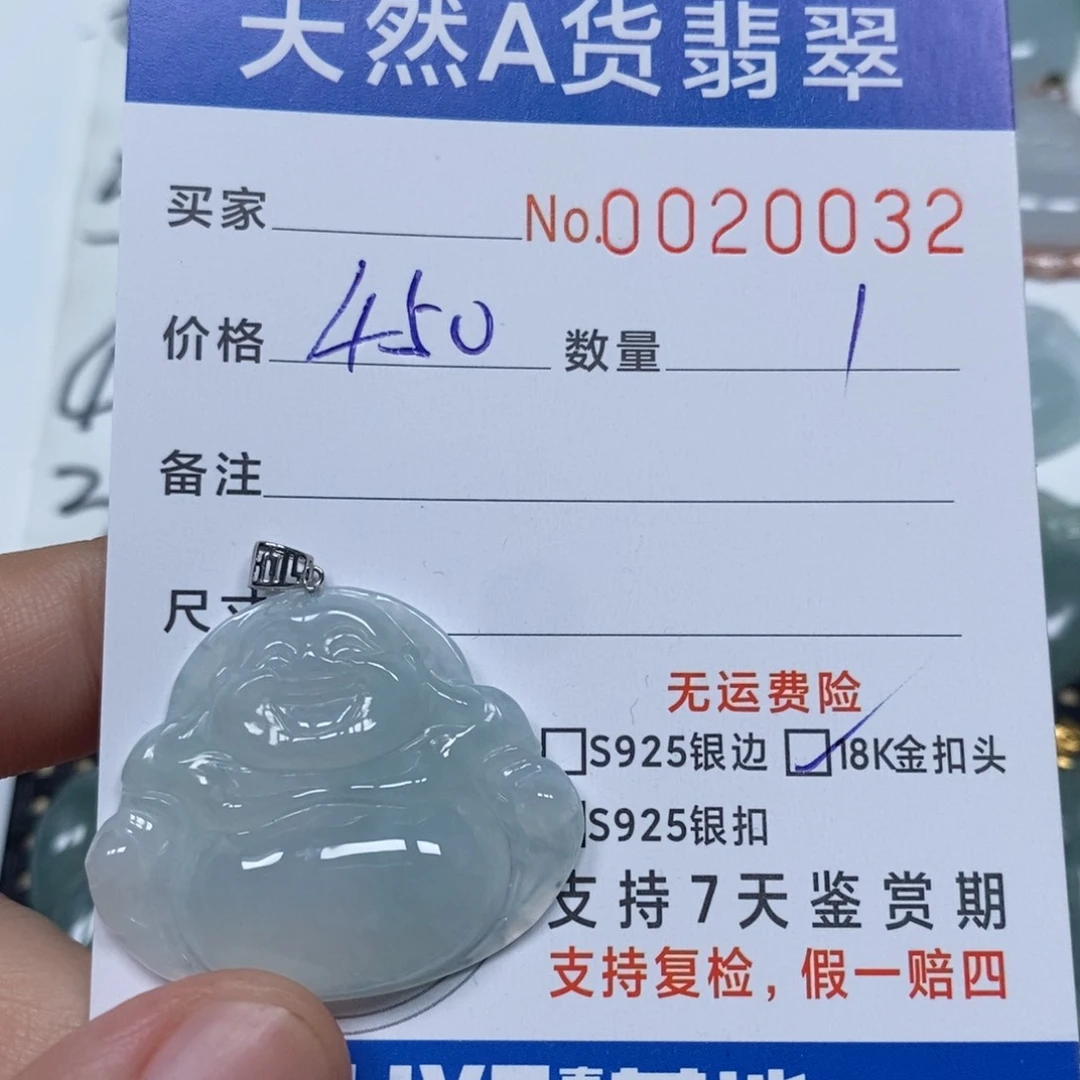 天然A货翡翠
买家 No.0020032
价格 450 数量 1
备注
尺寸
无运费险
S925银边 18K金扣头
S925银扣
支持7天鉴赏期
支持复检，假一赔四